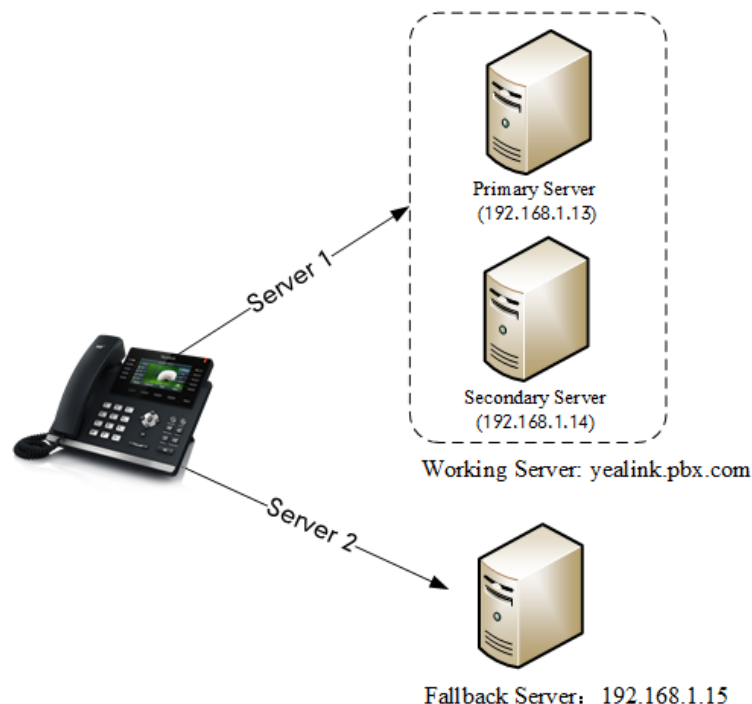 Primary Server
(192.168.1.13)
Server 1
Secondary Server
(192.168.1.14)
Working Server: yealink.pbx.com
Server 2
Fallback Server：192.168.1.15